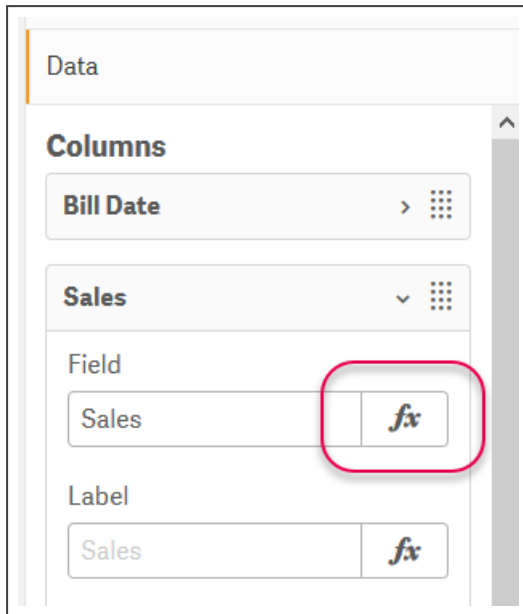 Data
Columns
Bill Date
Sales
Field
Sales fx
Label
Sales fx